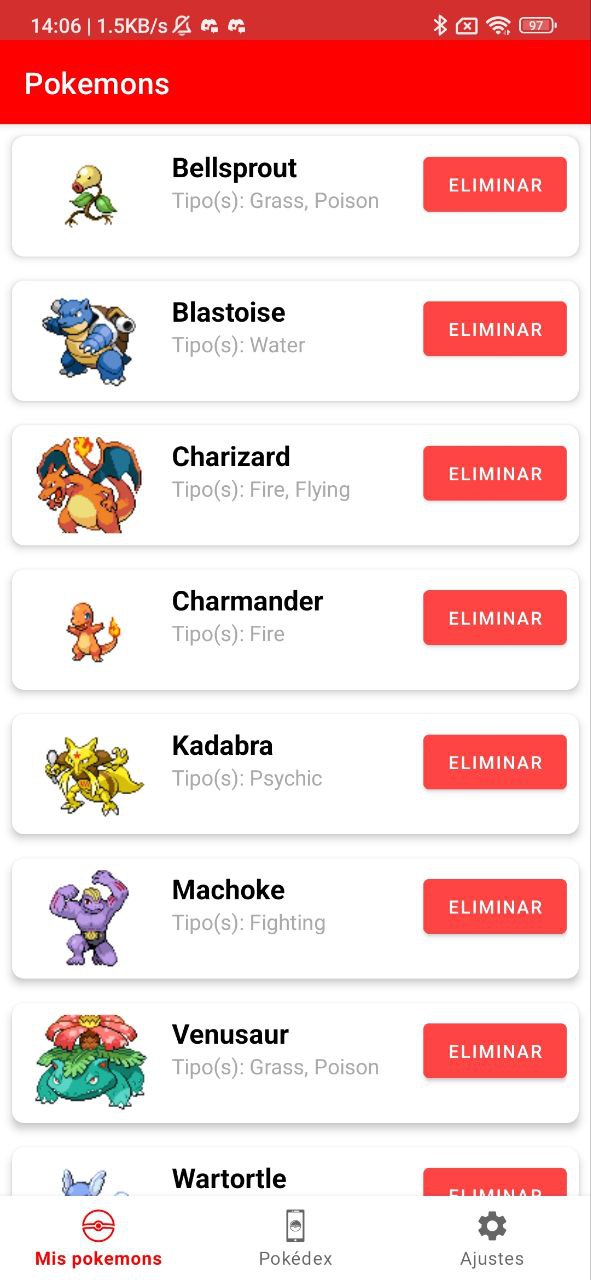 14:06 | 1.5KB/s
97
Pokemons
Bellsprout
Tipo(s): Grass, Poison
ELIMINAR
Blastoise
Tipo(s): Water
ELIMINAR
Charizard
Tipo(s): Fire, Flying
ELIMINAR
Charmander
Tipo(s): Fire
ELIMINAR
Kadabra
Tipo(s): Psychic
ELIMINAR
Machoke
Tipo(s): Fighting
ELIMINAR
Venusaur
Tipo(s): Grass, Poison
ELIMINAR
Wartortle
ELIMINAR
Mis pokemons
Pokédex
Ajustes